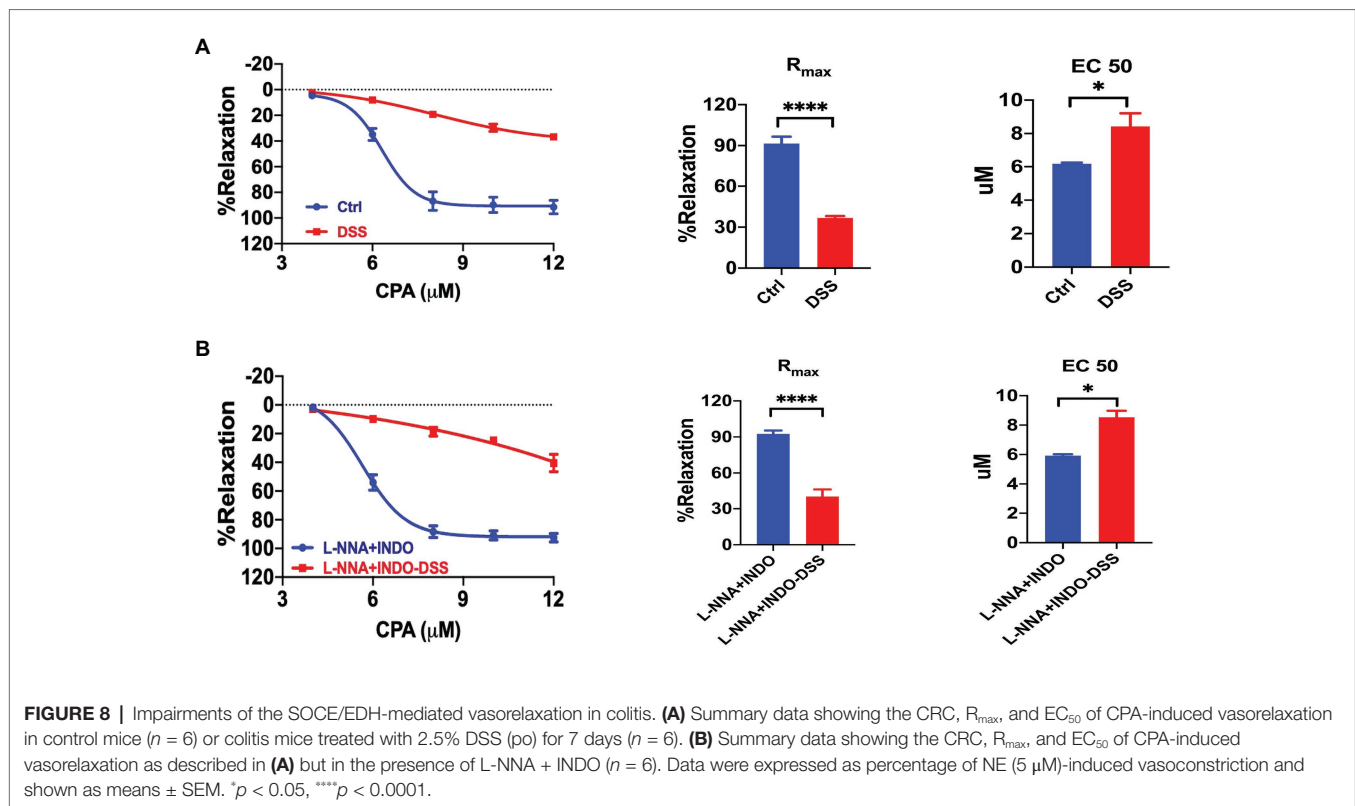 A
-20
0
20
40
60
80
100
120
%Relaxation
Ctrl
DSS
3 6 9 12
CPA (μM)
Rmax
****
120
90
60
30
0
%Relaxation
Ctrl DSS
EC 50
*
10
8
6
4
2
0
uM
Ctrl DSS
B
-20
0
20
40
60
80
100
120
%Relaxation
L-NNA+INDO
L-NNA+INDO-DSS
3 6 9 12
CPA (μM)
Rmax
****
120
90
60
30
0
%Relaxation
L-NNA+INDO L-NNA+INDO-DSS
EC 50
*
10
8
6
4
2
0
uM
L-NNA+INDO L-NNA+INDO-DSS
FIGURE 8 | Impairments of the SOCE/EDH-mediated vasorelaxation in colitis. (A) Summary data showing the CRC, Rmax, and EC50 of CPA-induced vasorelaxation
in control mice (n = 6) or colitis mice treated with 2.5% DSS (po) for 7 days (n = 6). (B) Summary data showing the CRC, Rmax, and EC50 of CPA-induced
vasorelaxation as described in (A) but in the presence of L-NNA + INDO (n = 6). Data were expressed as percentage of NE (5 μM)-induced vasoconstriction and
shown as means ± SEM. *p < 0.05, ****p < 0.0001.